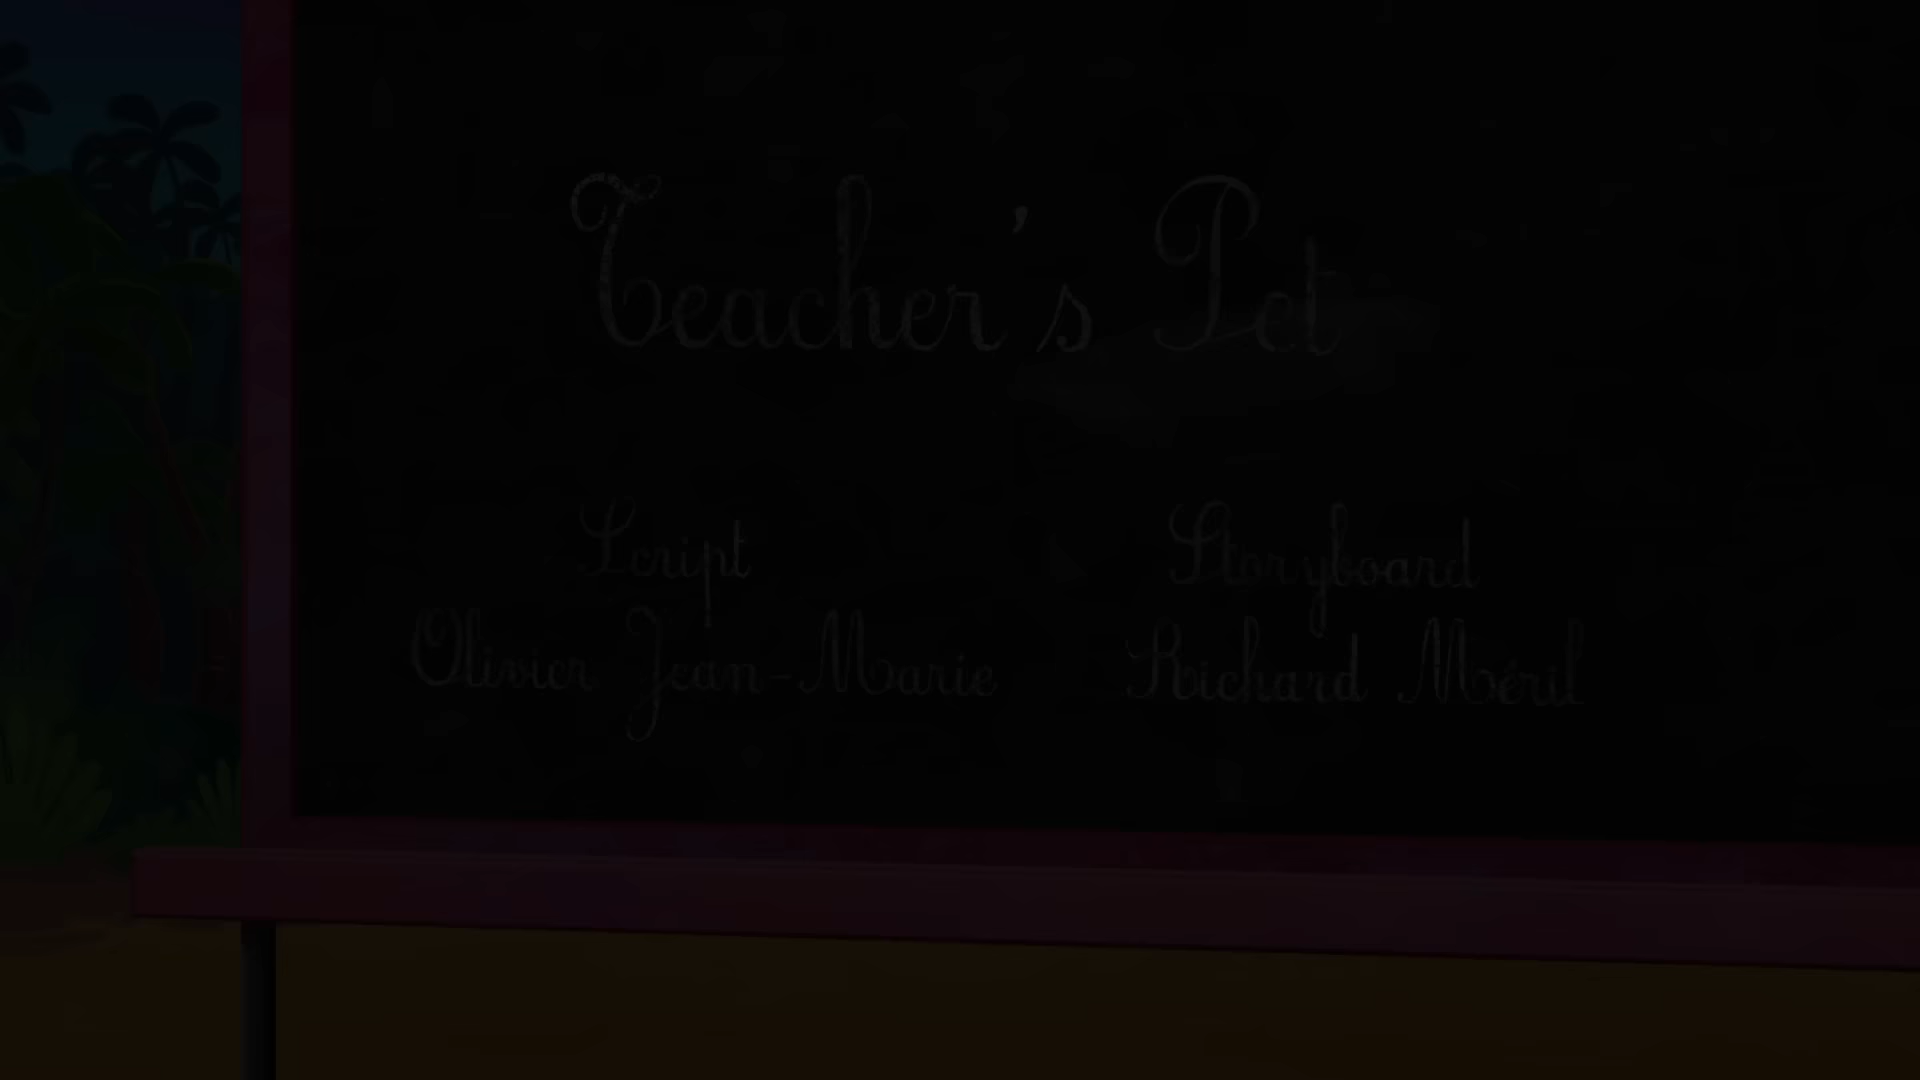 Teacher's Pet
Script
Olivier Jean-Marie
Storyboard
Richard Méril